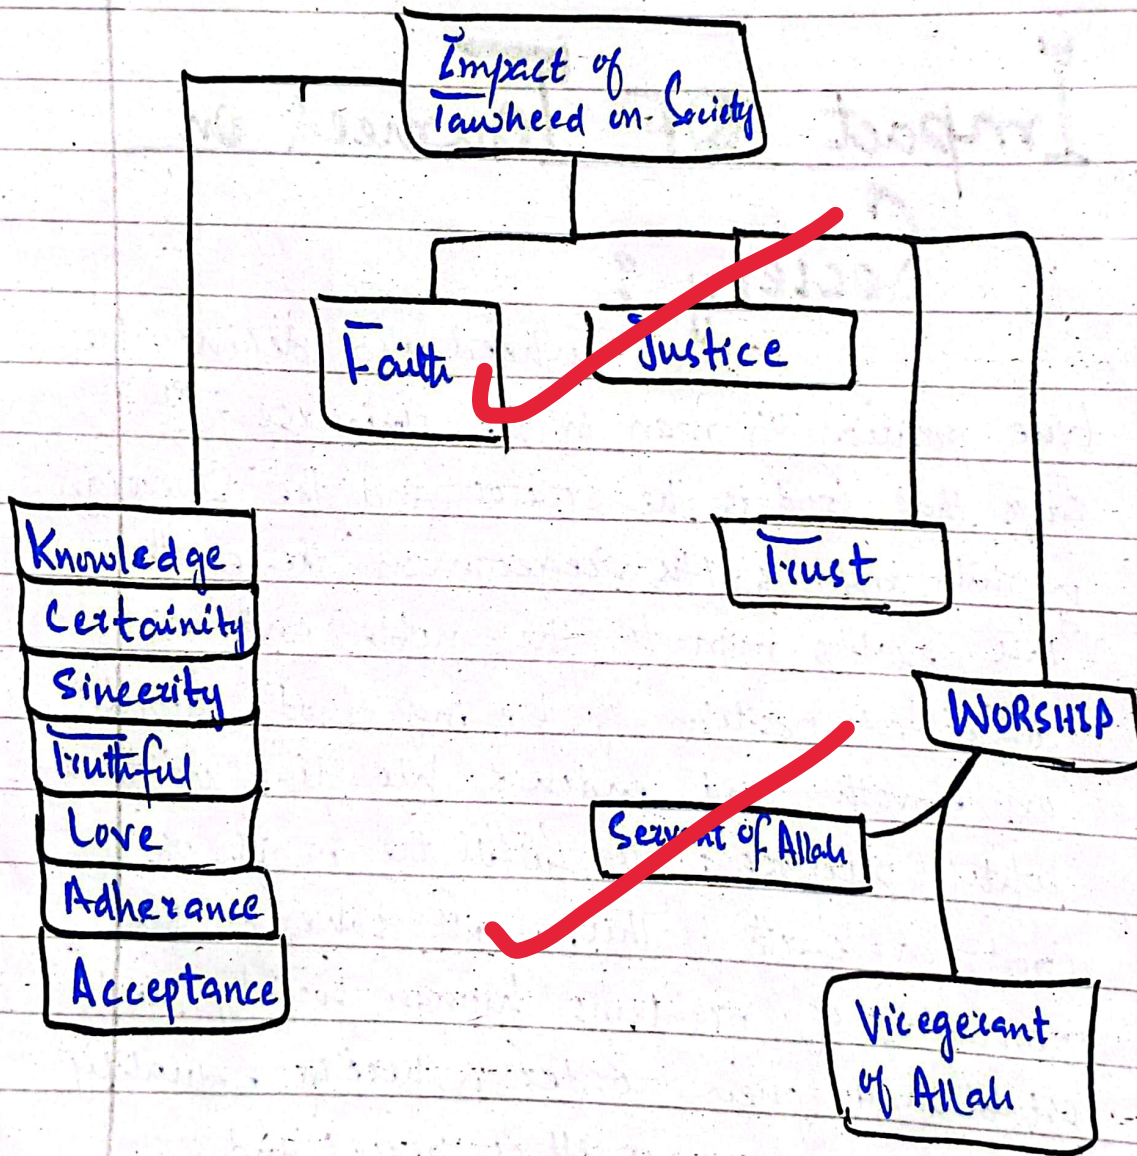 Impact of
Tawheed on Society
Faith
Justice
Trust
WORSHIP
Servant of Allah
Vicegerant
of Allah
Knowledge
Certainity
Sincerity
Truthful
Love
Adherance
Acceptance